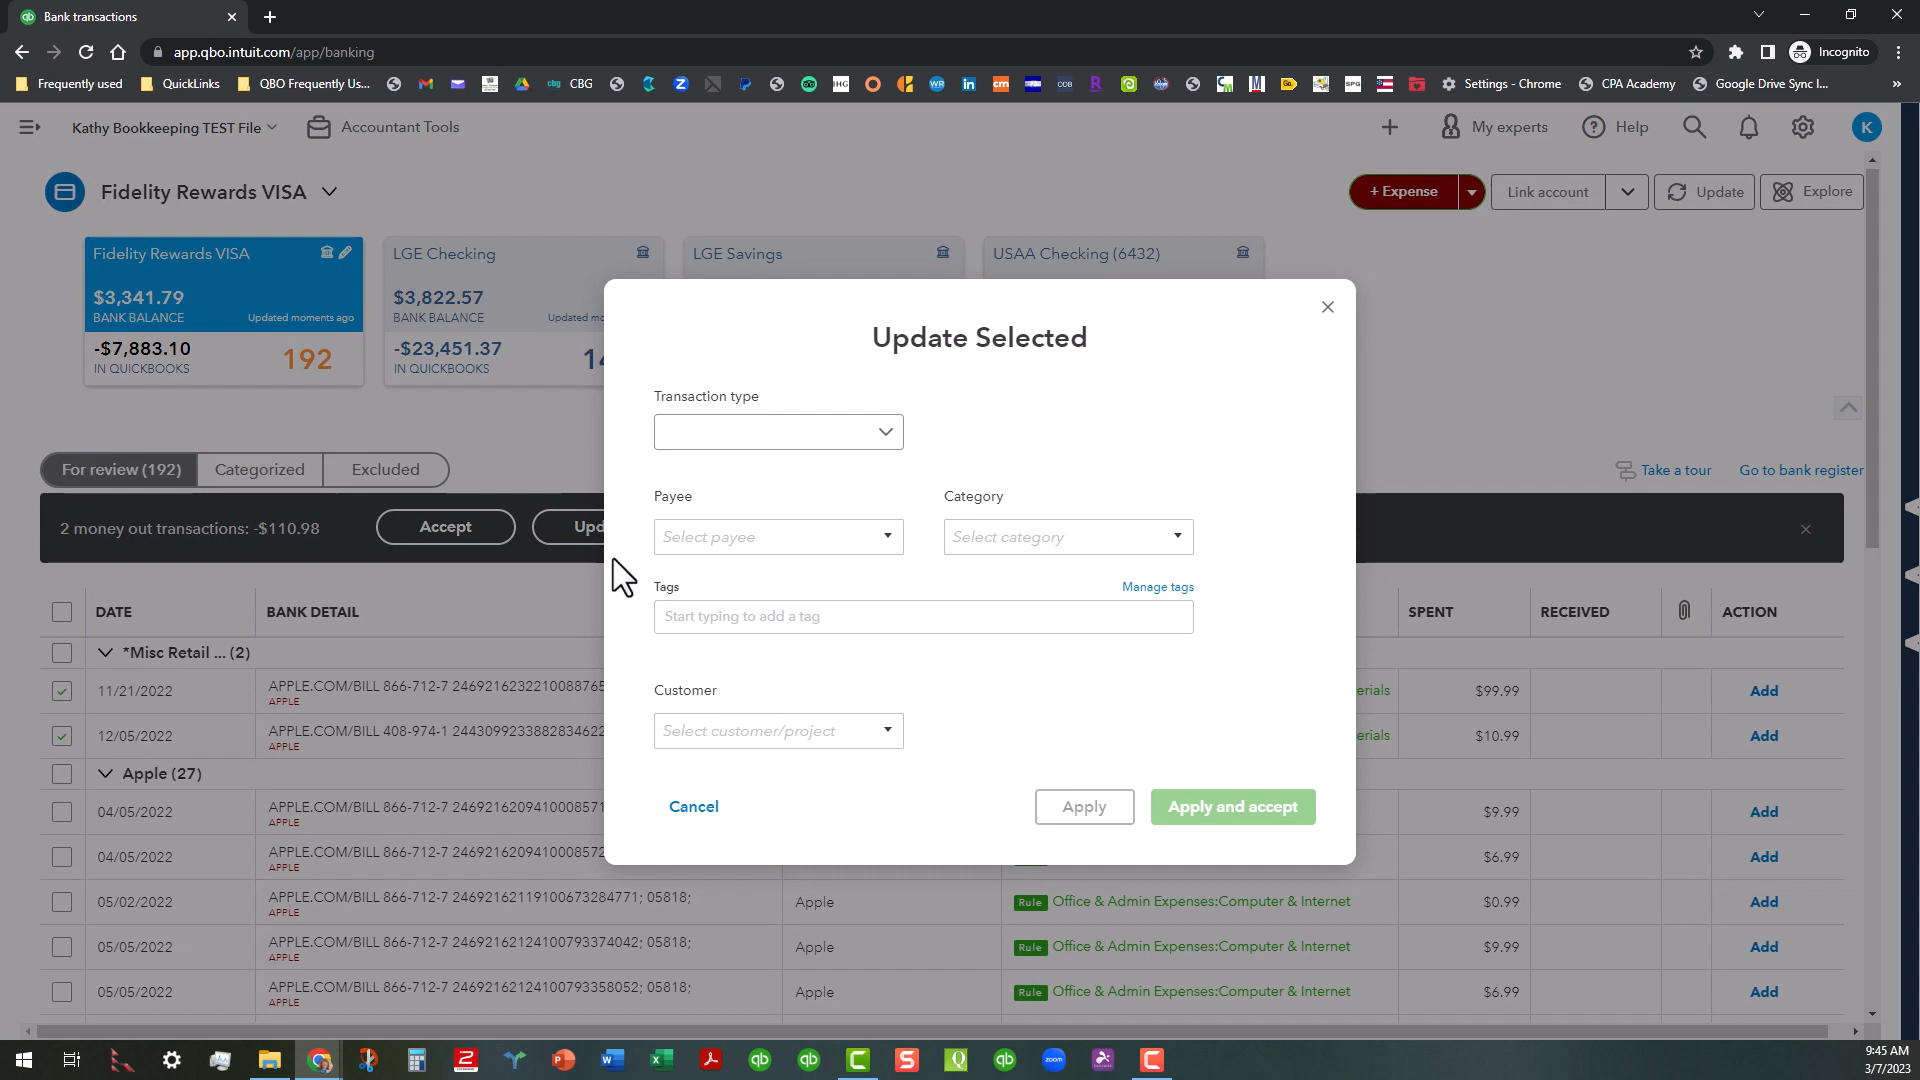 Bank transactions
app.qbo.intuit.com/app/banking
Incognito
Frequently used
QuickLinks
QBO Frequently Us...
CBG
Settings - Chrome
CPA Academy
Google Drive Sync I...
Kathy Bookkeeping TEST File
Accountant Tools
My experts
Help
K
Fidelity Rewards VISA
+ Expense
Link account
Update
Explore
Fidelity Rewards VISA
$3,341.79
BANK BALANCE
Updated moments ago
-$7,883.10
IN QUICKBOOKS
192
LGE Checking
$3,822.57
BANK BALANCE
Updated mo
-$23,451.37
IN QUICKBOOKS
14
LGE Savings
USAA Checking (6432)
Update Selected
Transaction type
Payee
Category
Select payee
Select category
Tags
Manage tags
Start typing to add a tag
Customer
Select customer/project
Cancel
Apply
Apply and accept
For review (192)
Categorized
Excluded
Take a tour
Go to bank register
2 money out transactions: -$110.98
Accept
Upd
DATE
BANK DETAIL
SPENT
RECEIVED
ACTION
*Misc Retail ... (2)
11/21/2022
APPLE.COM/BILL 866-712-7 2469216232210088765
APPLE
erials
$99.99
Add
12/05/2022
APPLE.COM/BILL 408-974-1 2443099233882834622
APPLE
erials
$10.99
Add
Apple (27)
04/05/2022
APPLE.COM/BILL 866-712-7 2469216209410008571
APPLE
$9.99
Add
04/05/2022
APPLE.COM/BILL 866-712-7 2469216209410008572
APPLE
$6.99
Add
05/02/2022
APPLE.COM/BILL 866-712-7 24692162119100673284771; 05818;
APPLE
Apple
Rule Office & Admin Expenses:Computer & Internet
$0.99
Add
05/05/2022
APPLE.COM/BILL 866-712-7 24692162124100793374042; 05818;
APPLE
Apple
Rule Office & Admin Expenses:Computer & Internet
$9.99
Add
05/05/2022
APPLE.COM/BILL 866-712-7 24692162124100793358052; 05818;
APPLE
Apple
Rule Office & Admin Expenses:Computer & Internet
$6.99
Add
9:45 AM
3/7/2023